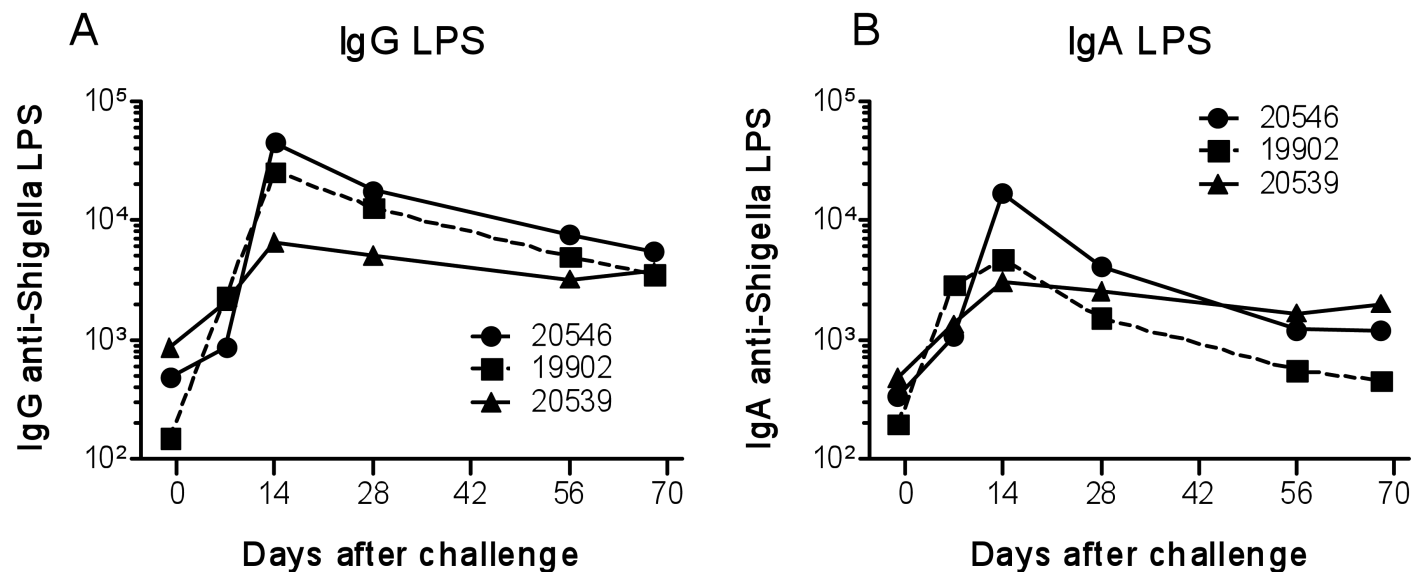 A
IgG LPS
IgG anti-Shigella LPS
10⁵
10⁴
10³
10²
20546
19902
20539
0 14 28 42 56 70
Days after challenge
B
IgA LPS
IgA anti-Shigella LPS
10⁵
10⁴
10³
10²
20546
19902
20539
0 14 28 42 56 70
Days after challenge